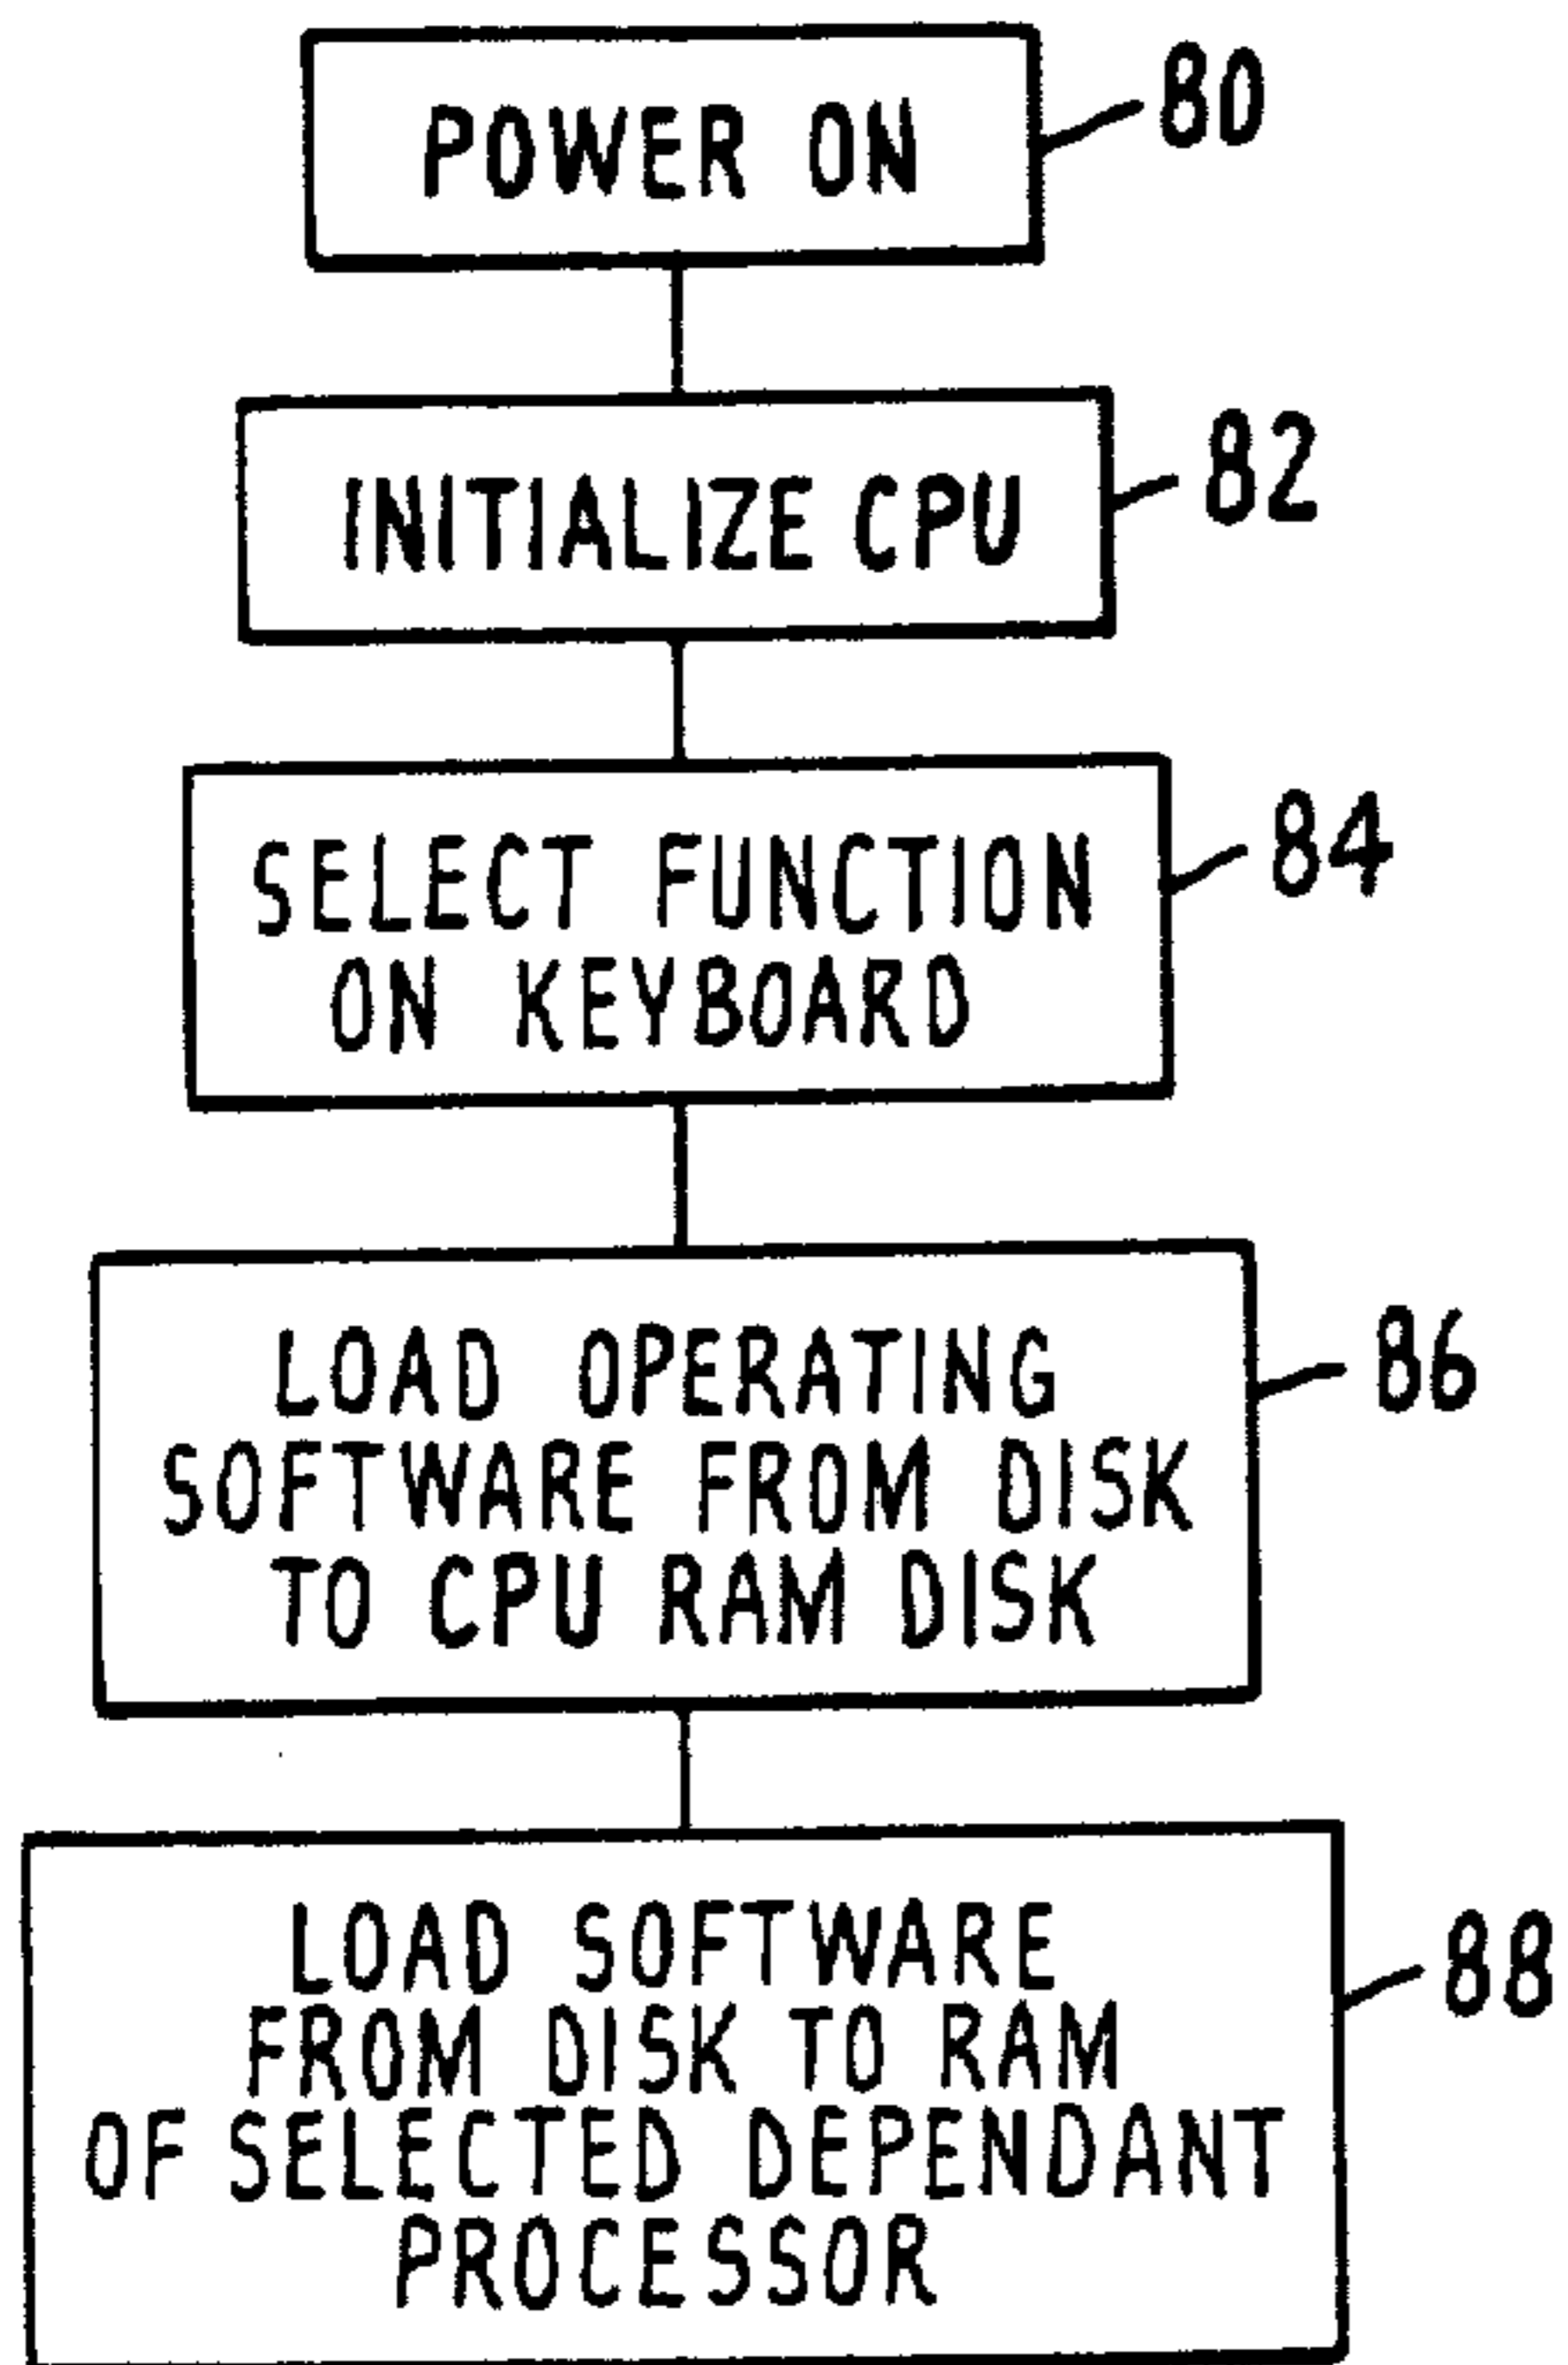 POWER ON
80
INITIALIZE CPU
82
SELECT FUNCTION
ON KEYBOARD
84
LOAD OPERATING
SOFTWARE FROM DISK
TO CPU RAM DISK
86
LOAD SOFTWARE
FROM DISK TO RAM
OF SELECTED DEPENDANT
PROCESSOR
88